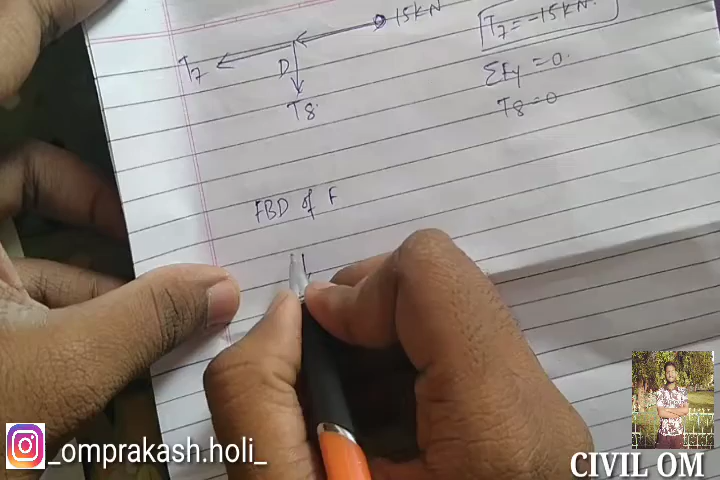 15KN
T7 = -15KN.
T7
D
ΣFy = 0.
T8
T8 = 0
FBD of F
_omprakash.holi_
CIVIL OM